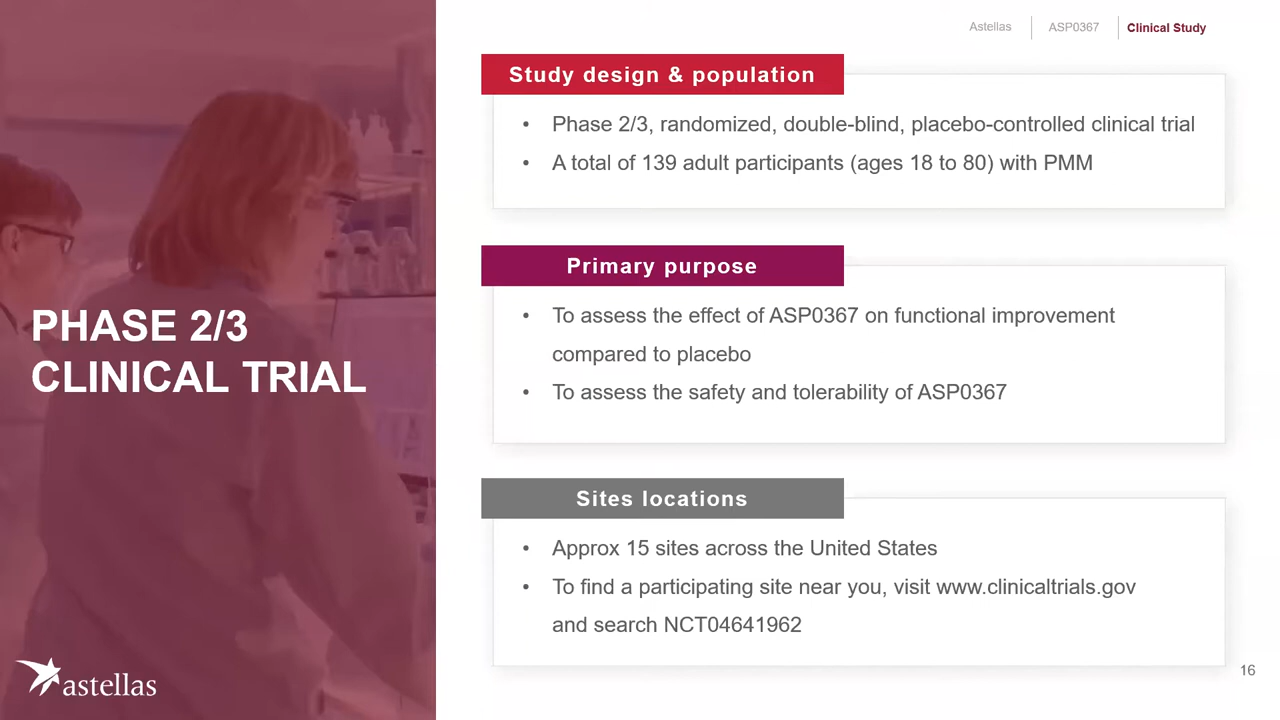 Astellas ASP0367 Clinical Study
Study design & population
• Phase 2/3, randomized, double-blind, placebo-controlled clinical trial
• A total of 139 adult participants (ages 18 to 80) with PMM
Primary purpose
• To assess the effect of ASP0367 on functional improvement
compared to placebo
• To assess the safety and tolerability of ASP0367
PHASE 2/3
CLINICAL TRIAL
Sites locations
• Approx 15 sites across the United States
• To find a participating site near you, visit www.clinicaltrials.gov
and search NCT04641962
astellas
16